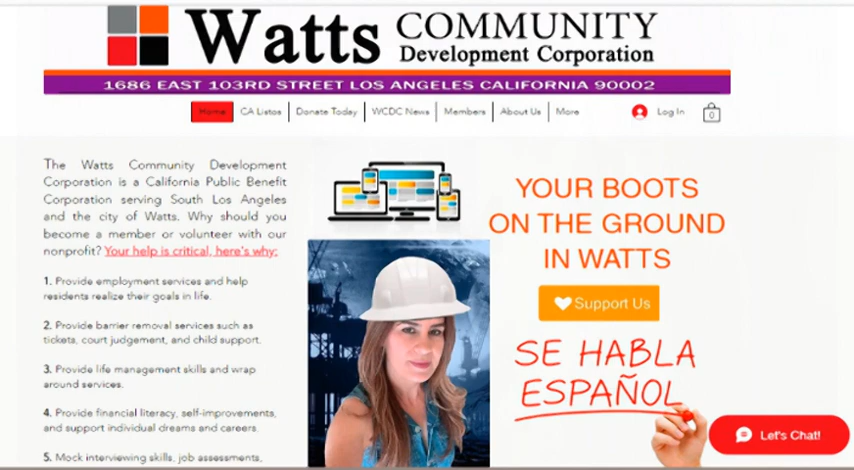 Watts COMMUNITY
Development Corporation
1686 EAST 103RD STREET LOS ANGELES CALIFORNIA 90002
Home CA Listos Donate Today WCDC News Members About Us More Log In 0
The Watts Community Development
Corporation is a California Public Benefit
Corporation serving South Los Angeles
and the city of Watts. Why should you
become a member or volunteer with our
nonprofit? Your help is critical, here's why:
1. Provide employment services and help
residents realize their goals in life.
2. Provide barrier removal services such as
tickets, court judgement, and child support.
3. Provide life management skills and wrap
around services.
4. Provide financial literacy, self-improvements,
and support individual dreams and careers.
5. Mock interviewing skills, job assessments,
YOUR BOOTS
ON THE GROUND
IN WATTS
Support Us
SE HABLA
ESPAÑOL
Let's Chat!